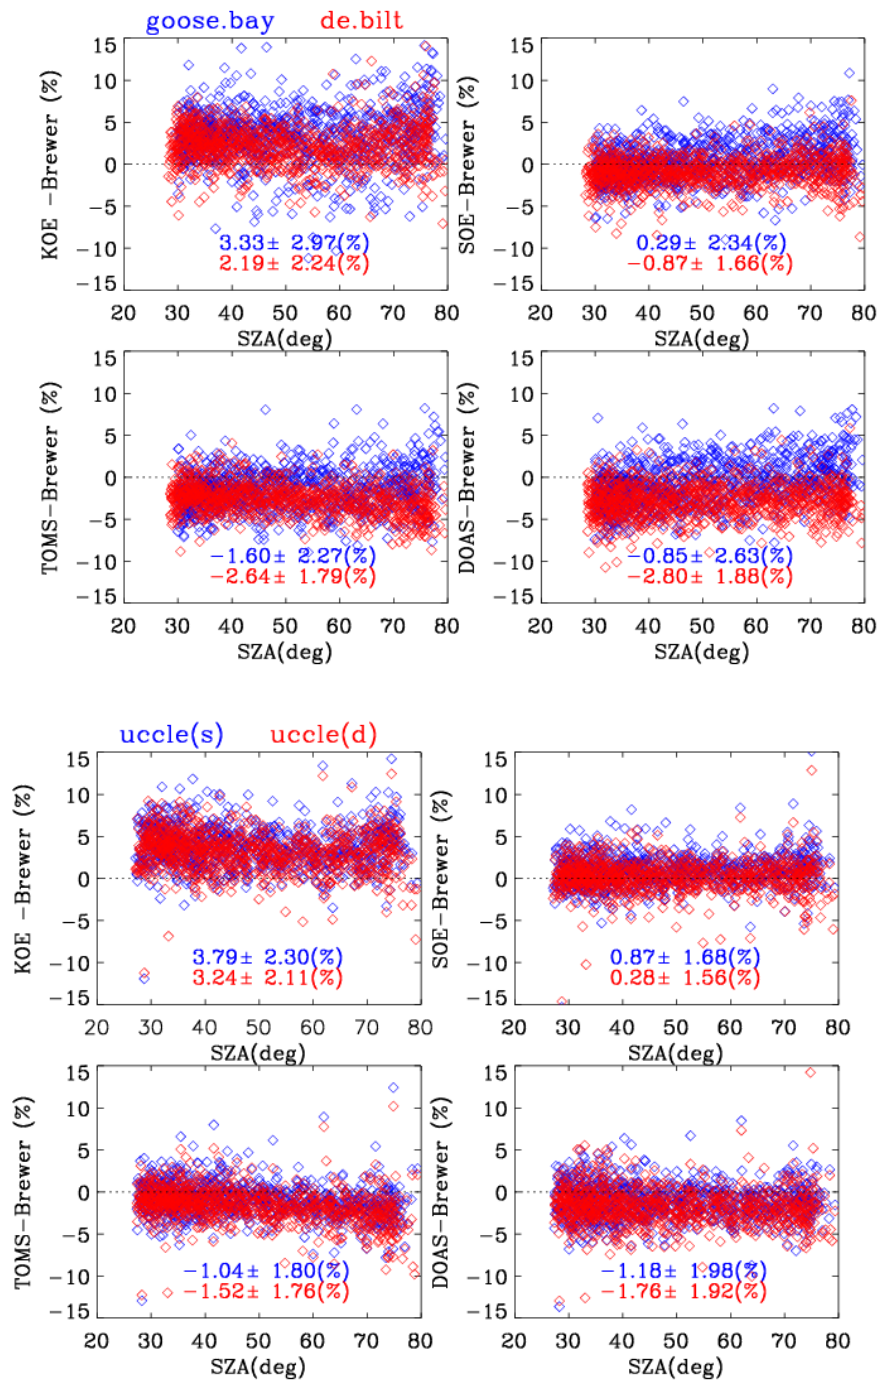 goose.bay de.bilt
KOE -Brewer (%)
15
10
5
0
-5
-10
-15
3.33± 2.97(%)
2.19± 2.24(%)
20 30 40 50 60 70 80
SZA(deg)
SOE-Brewer (%)
15
10
5
0
-5
-10
-15
0.29± 2.34(%)
-0.87± 1.66(%)
20 30 40 50 60 70 80
SZA(deg)
TOMS-Brewer (%)
15
10
5
0
-5
-10
-15
-1.60± 2.27(%)
-2.64± 1.79(%)
20 30 40 50 60 70 80
SZA(deg)
DOAS-Brewer (%)
15
10
5
0
-5
-10
-15
-0.85± 2.63(%)
-2.80± 1.88(%)
20 30 40 50 60 70 80
SZA(deg)
uccle(s) uccle(d)
KOE -Brewer (%)
15
10
5
0
-5
-10
-15
3.79± 2.30(%)
3.24± 2.11(%)
20 30 40 50 60 70 80
SZA(deg)
SOE-Brewer (%)
15
10
5
0
-5
-10
-15
0.87± 1.68(%)
0.28± 1.56(%)
20 30 40 50 60 70 80
SZA(deg)
TOMS-Brewer (%)
15
10
5
0
-5
-10
-15
-1.04± 1.80(%)
-1.52± 1.76(%)
20 30 40 50 60 70 80
SZA(deg)
DOAS-Brewer (%)
15
10
5
0
-5
-10
-15
-1.18± 1.98(%)
-1.76± 1.92(%)
20 30 40 50 60 70 80
SZA(deg)